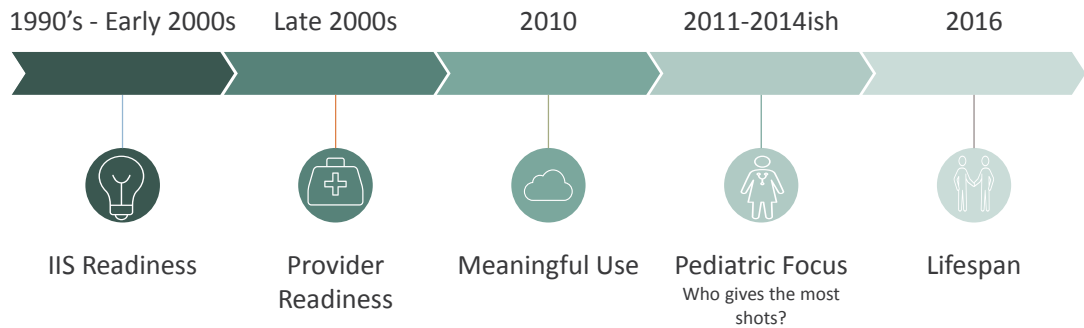 1990's - Early 2000s
Late 2000s
2010
2011-2014ish
2016
IIS Readiness
Provider
Readiness
Meaningful Use
Pediatric Focus
Who gives the most
shots?
Lifespan